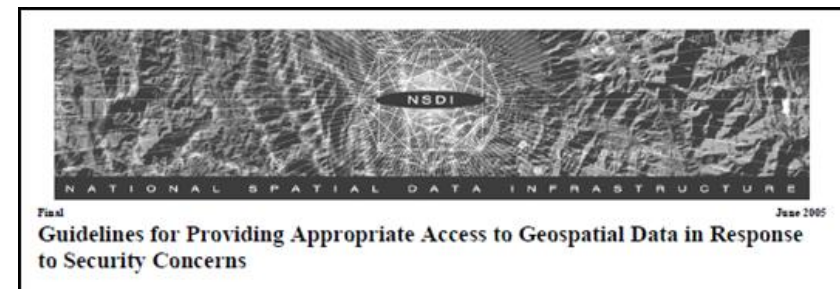 NSDI
NATIONAL SPATIAL DATA INFRASTRUCTURE
Final June 2005
Guidelines for Providing Appropriate Access to Geospatial Data in Response
to Security Concerns